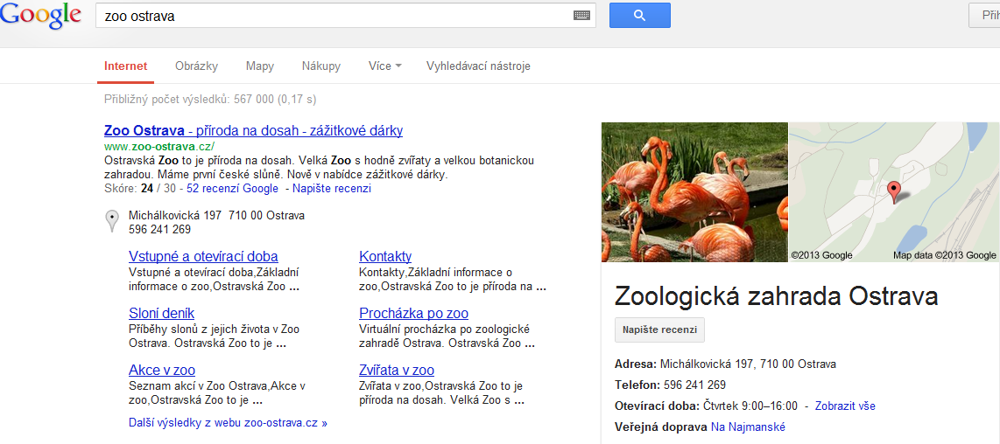 Google
zoo ostrava
Přih
Internet Obrázky Mapy Nákupy Více Vyhledávací nástroje
Přibližný počet výsledků: 567 000 (0,17 s)
Zoo Ostrava - příroda na dosah - zážitkové dárky
www.zoo-ostrava.cz/
Ostravská Zoo to je příroda na dosah. Velká Zoo s hodně zvířaty a velkou botanickou
zahradou. Máme první české slůně. Nově v nabídce zážitkové dárky.
Skóre: 24 / 30 - 52 recenzí Google - Napište recenzi
Michálkovická 197 710 00 Ostrava
596 241 269
Vstupné a otevírací doba
Vstupné a otevírací doba,Základní
informace o zoo,Ostravská Zoo ...
Kontakty
Kontakty,Základní informace o
zoo,Ostravská Zoo to je příroda na ...
Sloní deník
Příběhy slonů z jejich života v Zoo
Ostrava. Ostravská Zoo to je ...
Procházka po zoo
Virtuální procházka po zoologické
zahradě Ostrava. Ostravská Zoo ...
Akce v zoo
Seznam akcí v Zoo Ostrava,Akce v
zoo,Ostravská Zoo to je ...
Zvířata v zoo
Zvířata v zoo,Ostravská Zoo to je
příroda na dosah. Velká Zoo s ...
Další výsledky z webu zoo-ostrava.cz »
©2013 Google
Map data ©2013 Google
Zoologická zahrada Ostrava
Napište recenzi
Adresa: Michálkovická 197, 710 00 Ostrava
Telefon: 596 241 269
Otevírací doba: Čtvrtek 9:00–16:00 - Zobrazit vše
Veřejná doprava Na Najmanské